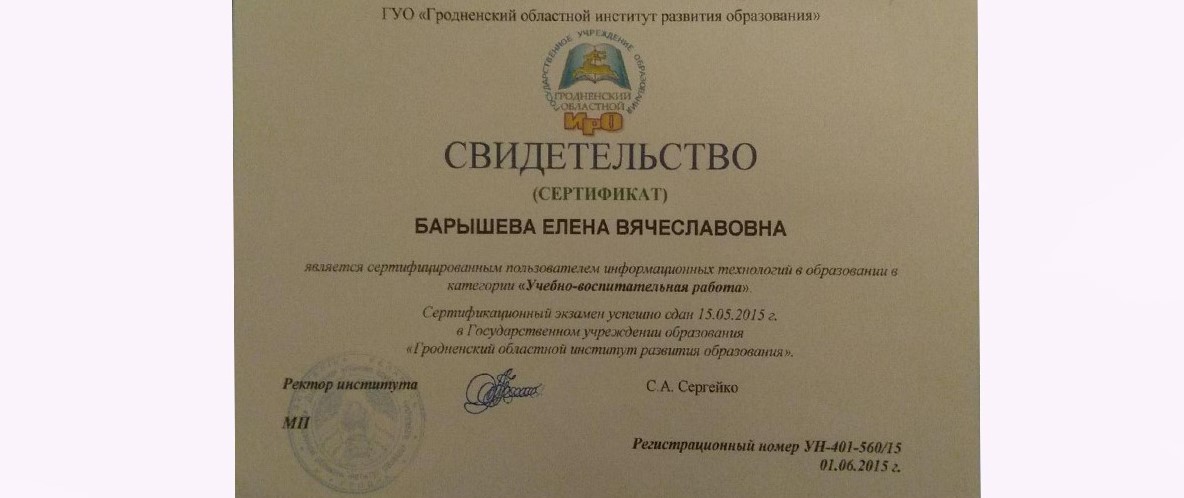 ГУО «Гродненский областной институт развития образования»
ГОСУДАРСТВЕННОЕ УЧРЕЖДЕНИЕ ОБРАЗОВАНИЯ
ГРОДНЕНСКИЙ
ОБЛАСТНОЙ
ИрО
СВИДЕТЕЛЬСТВО
(СЕРТИФИКАТ)
БАРЫШЕВА ЕЛЕНА ВЯЧЕСЛАВОВНА
является сертифицированным пользователем информационных технологий в образовании в
категории «Учебно-воспитательная работа».
Сертификационный экзамен успешно сдан 15.05.2015 г.
в Государственном учреждении образования
«Гродненский областной институт развития образования».
Ректор института
С.А. Сергейко
МП
Регистрационный номер УН-401-560/15
01.06.2015 г.